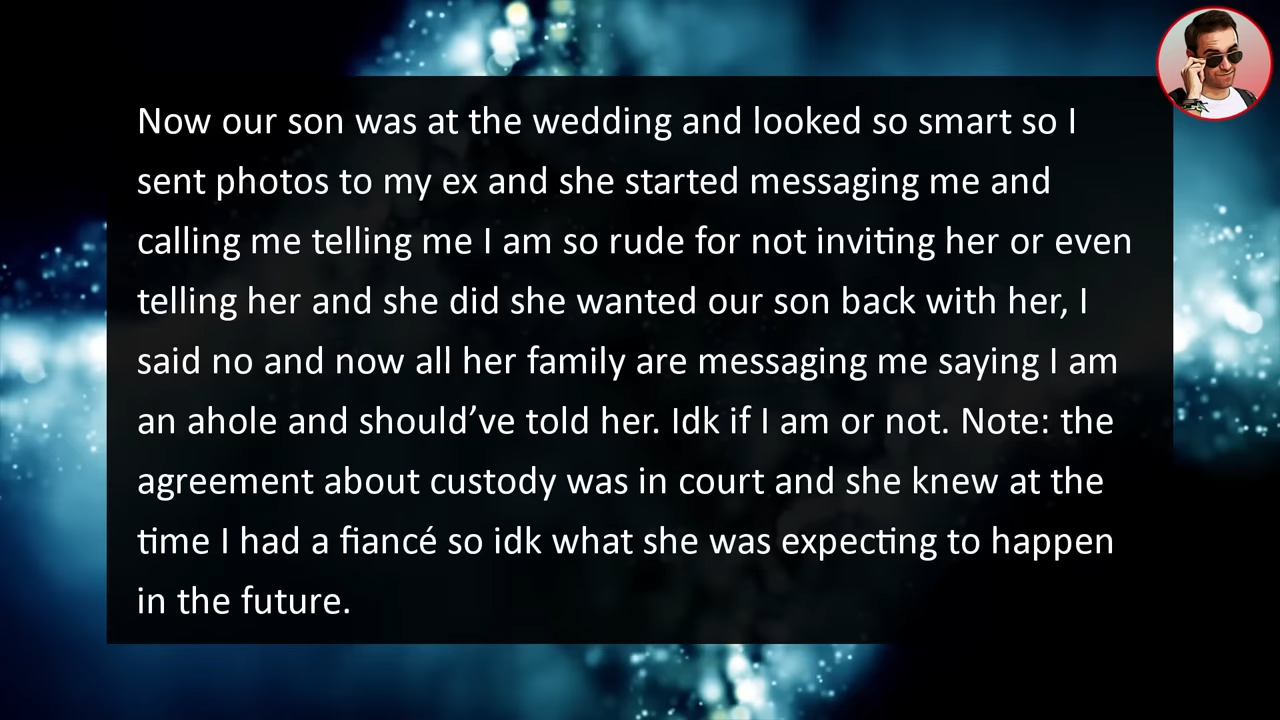 Now our son was at the wedding and looked so smart so I
sent photos to my ex and she started messaging me and
calling me telling me I am so rude for not inviting her or even
telling her and she did she wanted our son back with her, I
said no and now all her family are messaging me saying I am
an ahole and should’ve told her. Idk if I am or not. Note: the
agreement about custody was in court and she knew at the
time I had a fiancé so idk what she was expecting to happen
in the future.